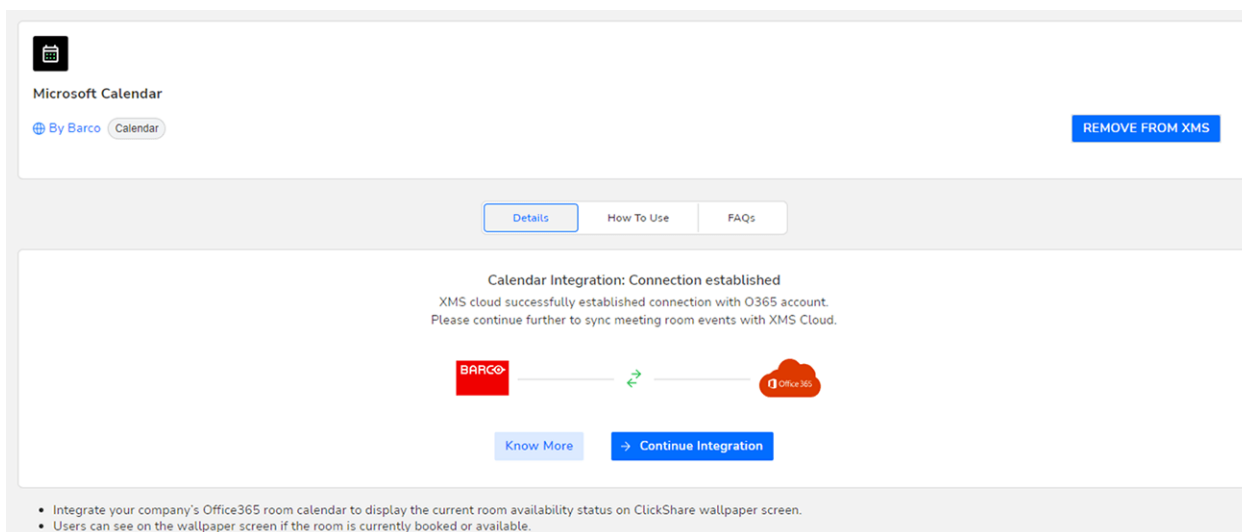 Microsoft Calendar
By Barco Calendar
REMOVE FROM XMS
Details How To Use FAQs
Calendar Integration: Connection established
XMS cloud successfully established connection with O365 account.
Please continue further to sync meeting room events with XMS Cloud.
BARCO
Office 365
Know More → Continue Integration
• Integrate your company's Office365 room calendar to display the current room availability status on ClickShare wallpaper screen.
• Users can see on the wallpaper screen if the room is currently booked or available.